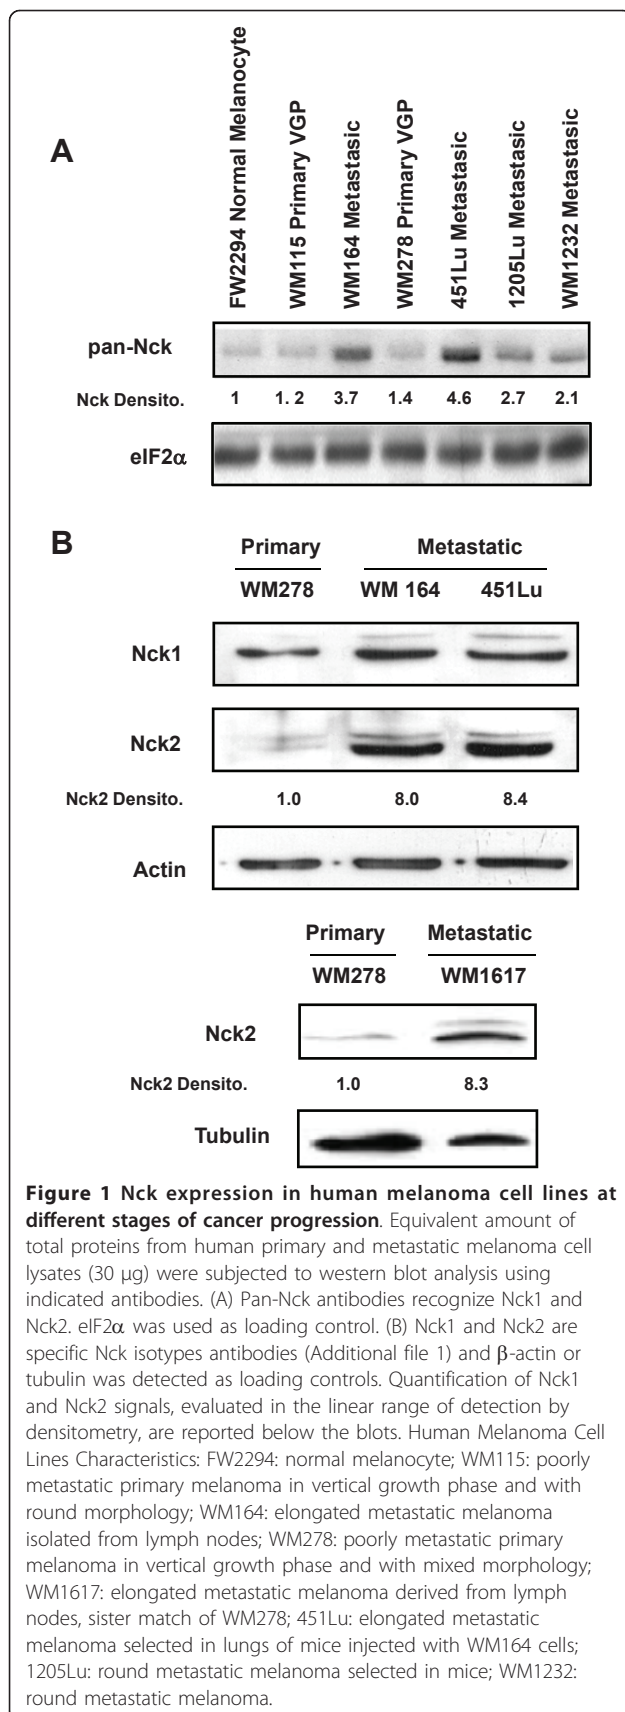 A
FW2294 Normal Melanocyte
WM115 Primary VGP
WM164 Metastasic
WM278 Primary VGP
451Lu Metastasic
1205Lu Metastasic
WM1232 Metastasic
pan-Nck
Nck Densito. 1 1. 2 3.7 1.4 4.6 2.7 2.1
eIF2α
B
Primary Metastatic
WM278 WM 164 451Lu
Nck1
Nck2
Nck2 Densito. 1.0 8.0 8.4
Actin
Primary Metastatic
WM278 WM1617
Nck2
Nck2 Densito. 1.0 8.3
Tubulin
Figure 1 Nck expression in human melanoma cell lines at
different stages of cancer progression. Equivalent amount of
total proteins from human primary and metastatic melanoma cell
lysates (30 μg) were subjected to western blot analysis using
indicated antibodies. (A) Pan-Nck antibodies recognize Nck1 and
Nck2. eIF2α was used as loading control. (B) Nck1 and Nck2 are
specific Nck isotypes antibodies (Additional file 1) and β-actin or
tubulin was detected as loading controls. Quantification of Nck1
and Nck2 signals, evaluated in the linear range of detection by
densitometry, are reported below the blots. Human Melanoma Cell
Lines Characteristics: FW2294: normal melanocyte; WM115: poorly
metastatic primary melanoma in vertical growth phase and with
round morphology; WM164: elongated metastatic melanoma
isolated from lymph nodes; WM278: poorly metastatic primary
melanoma in vertical growth phase and with mixed morphology;
WM1617: elongated metastatic melanoma derived from lymph
nodes, sister match of WM278; 451Lu: elongated metastatic
melanoma selected in lungs of mice injected with WM164 cells;
1205Lu: round metastatic melanoma selected in mice; WM1232:
round metastatic melanoma.